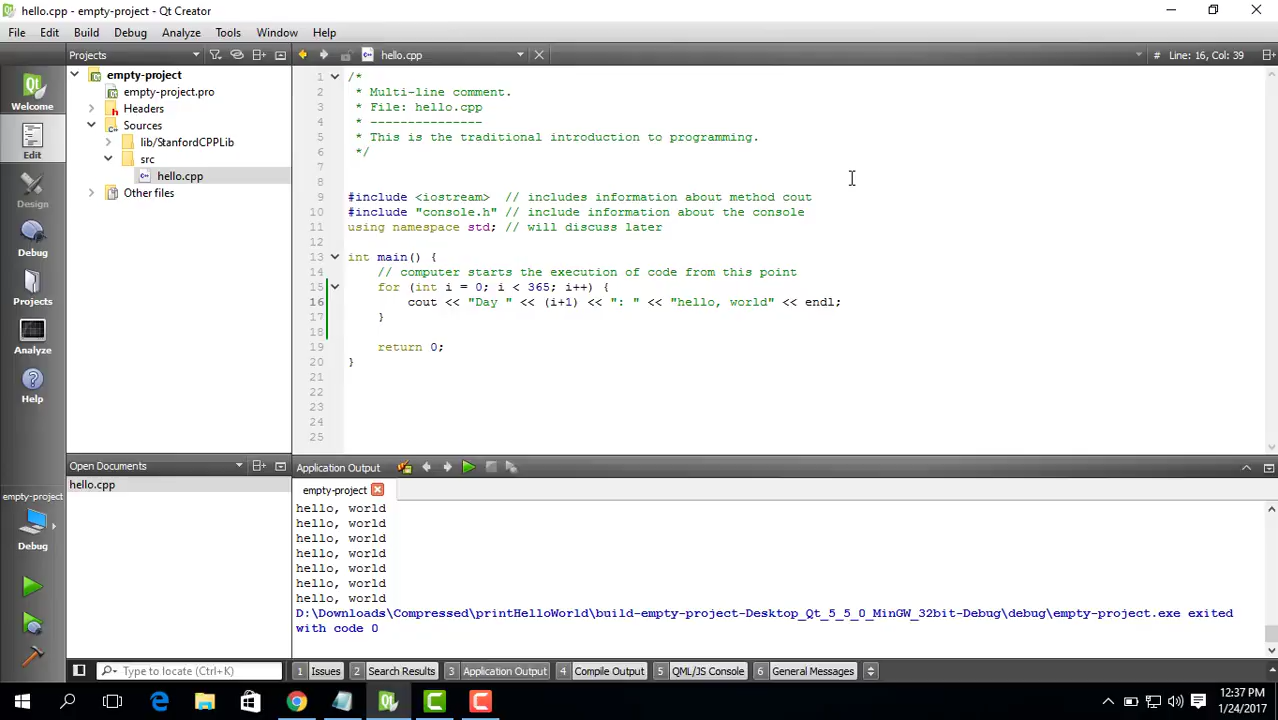 hello.cpp - empty-project - Qt Creator
File Edit Build Debug Analyze Tools Window Help
Projects
hello.cpp
# Line: 16, Col: 39
Welcome
Edit
Design
Debug
Projects
Analyze
Help
empty-project
empty-project.pro
Headers
Sources
lib/StanfordCPPLib
src
hello.cpp
Other files
1 /*
2 * Multi-line comment.
3 * File: hello.cpp
4 * ---------------
5 * This is the traditional introduction to programming.
6 */
7
8
9 #include <iostream> // includes information about method cout
10 #include "console.h" // include information about the console
11 using namespace std; // will discuss later
12
13 int main() {
14 // computer starts the execution of code from this point
15 for (int i = 0; i < 365; i++) {
16 cout << "Day " << (i+1) << ": " << "hello, world" << endl;
17 }
18
19 return 0;
20 }
21
22
23
24
25
Open Documents
hello.cpp
empty-project
Debug
Application Output
empty-project
hello, world
hello, world
hello, world
hello, world
hello, world
hello, world
hello, world
D:\Downloads\Compressed\printHelloWorld\build-empty-project-Desktop_Qt_5_5_0_MinGW_32bit-Debug\debug\empty-project.exe exited
with code 0
Type to locate (Ctrl+K)
1 Issues 2 Search Results 3 Application Output 4 Compile Output 5 QML/JS Console 6 General Messages
12:37 PM
1/24/2017